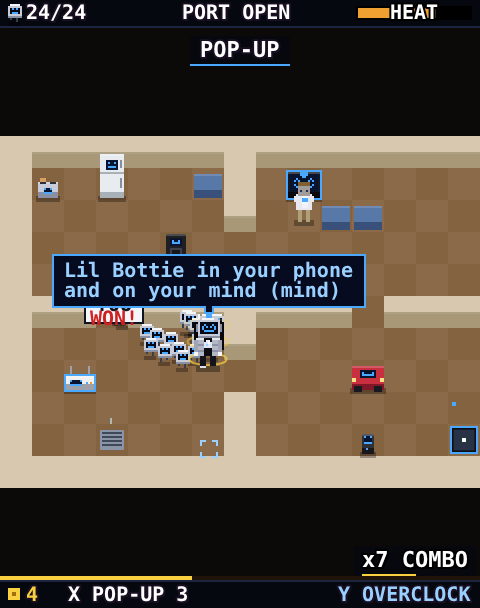 24/24 PORT OPEN HEAT
POP-UP
Lil Bottie in your phone
and on your mind (mind)
WON!
x7 COMBO
4 X POP-UP 3 Y OVERCLOCK